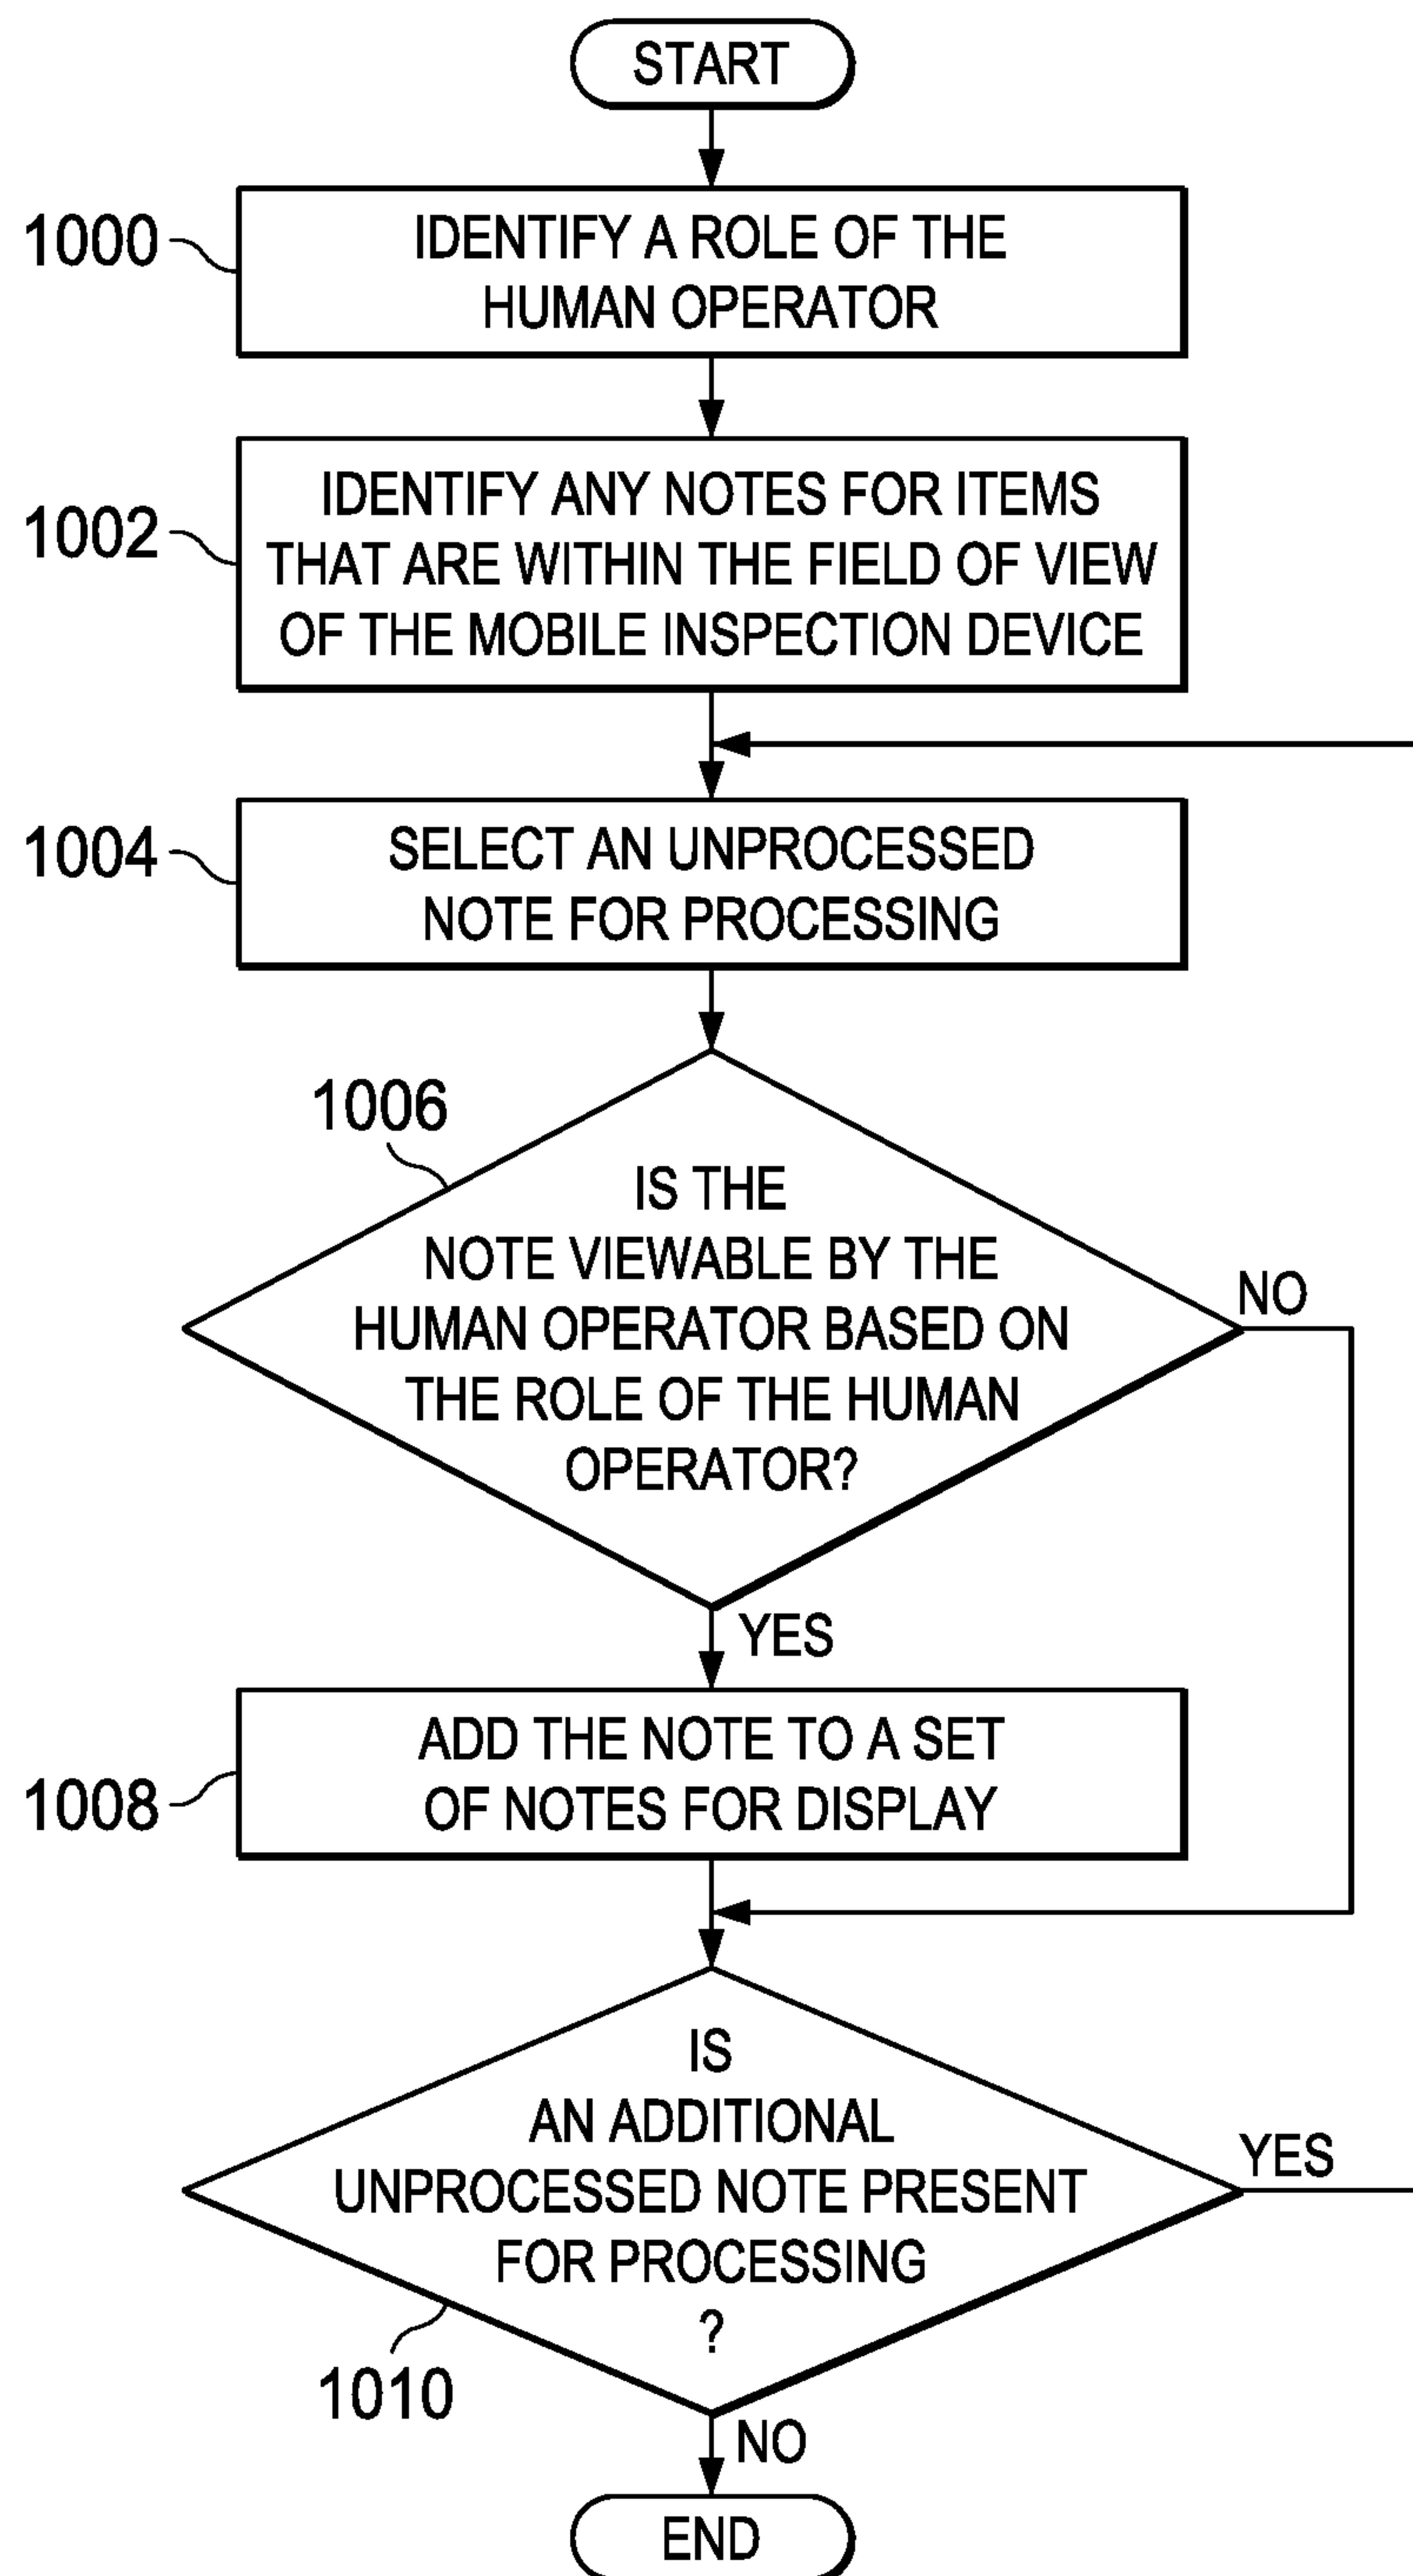 START
1000
IDENTIFY A ROLE OF THE
HUMAN OPERATOR
1002
IDENTIFY ANY NOTES FOR ITEMS
THAT ARE WITHIN THE FIELD OF VIEW
OF THE MOBILE INSPECTION DEVICE
1004
SELECT AN UNPROCESSED
NOTE FOR PROCESSING
1006
IS THE
NOTE VIEWABLE BY THE
HUMAN OPERATOR BASED ON
THE ROLE OF THE HUMAN
OPERATOR?
NO
YES
1008
ADD THE NOTE TO A SET
OF NOTES FOR DISPLAY
IS
AN ADDITIONAL
UNPROCESSED NOTE PRESENT
FOR PROCESSING
?
YES
1010
NO
END